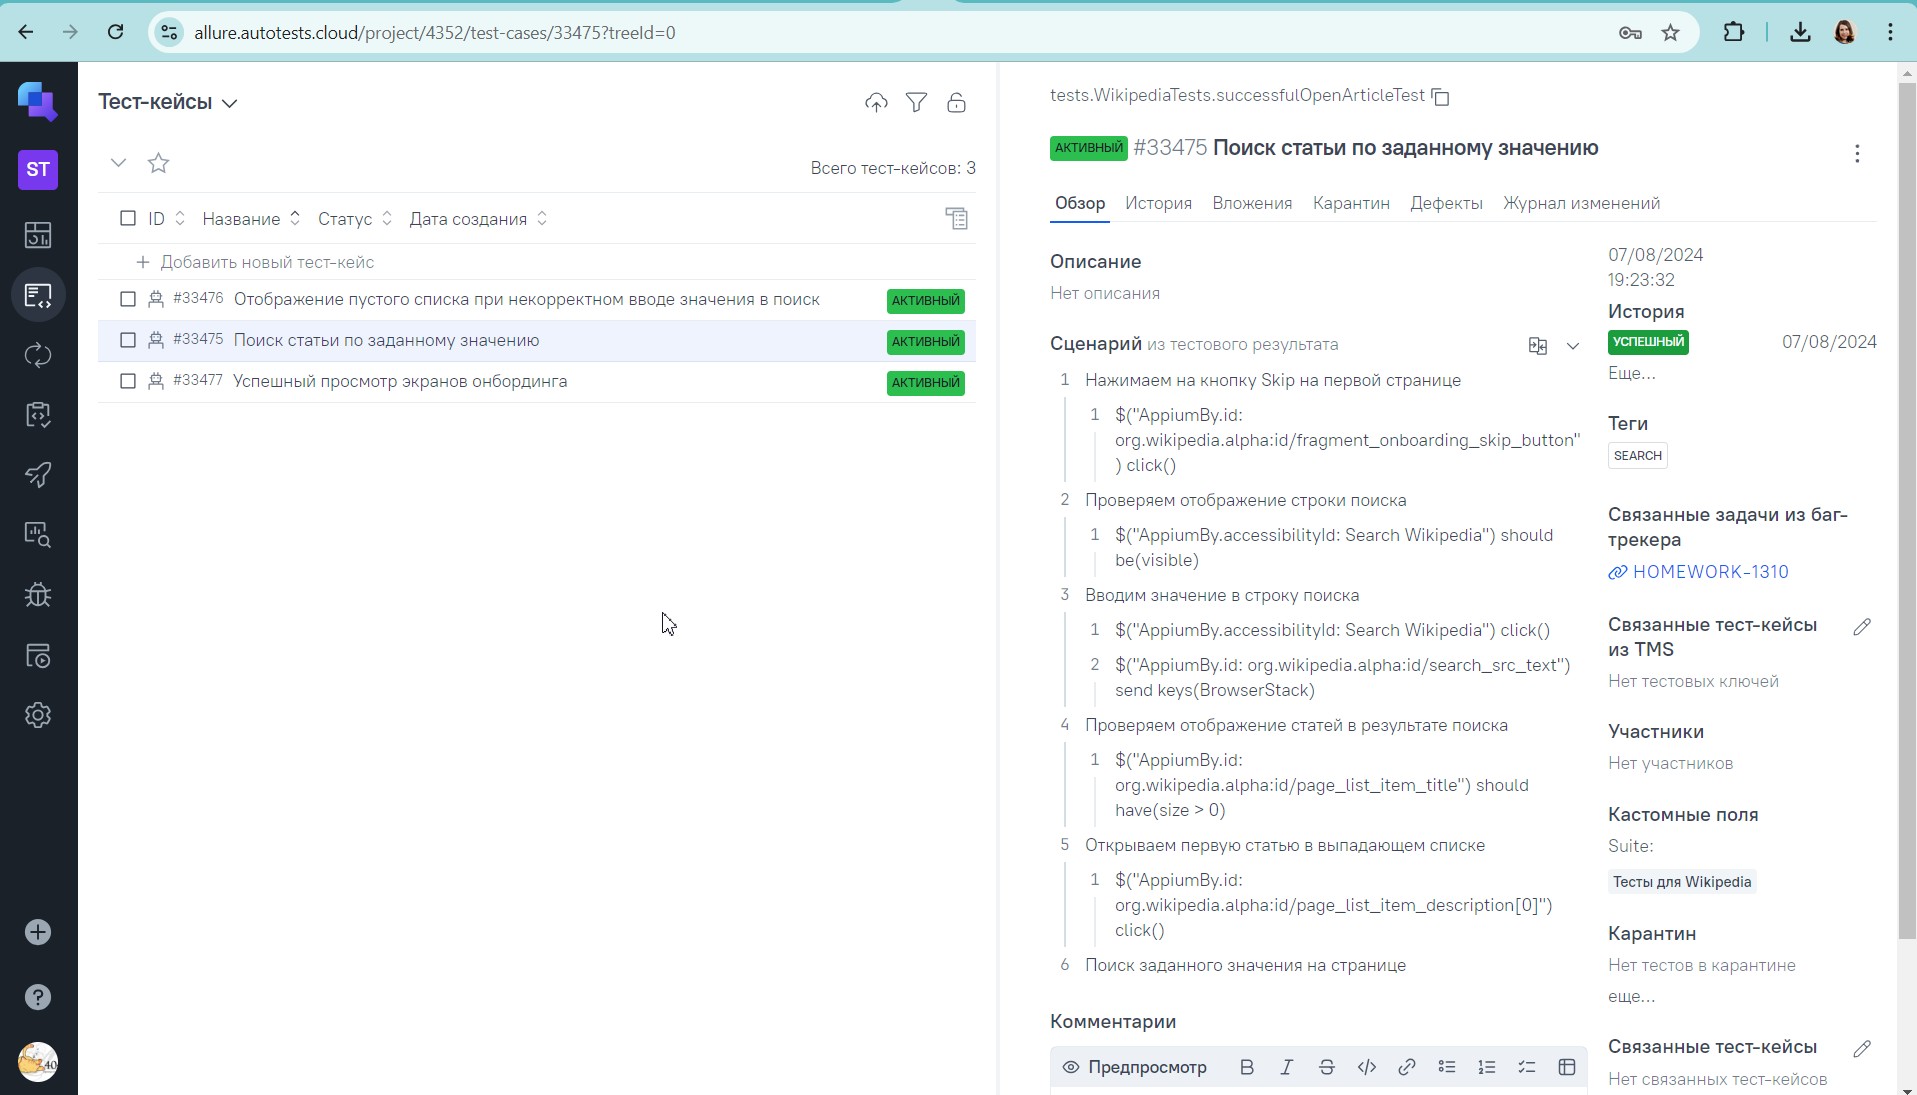 allure.autotests.cloud/project/4352/test-cases/33475?treeId=0
ST
Тест-кейсы
Всего тест-кейсов: 3
ID Название Статус Дата создания
Добавить новый тест-кейс
#33476 Отображение пустого списка при некорректном вводе значения в поиск АКТИВНЫЙ
#33475 Поиск статьи по заданному значению АКТИВНЫЙ
#33477 Успешный просмотр экранов онбординга АКТИВНЫЙ
40
tests.WikipediaTests.successfulOpenArticleTest
АКТИВНЫЙ #33475 Поиск статьи по заданному значению
Обзор История Вложения Карантин Дефекты Журнал изменений
Описание
Нет описания
Сценарий из тестового результата
1 Нажимаем на кнопку Skip на первой странице
1 $("AppiumBy.id:
org.wikipedia.alpha:id/fragment_onboarding_skip_button"
) click()
2 Проверяем отображение строки поиска
1 $("AppiumBy.accessibilityId: Search Wikipedia") should
be(visible)
3 Вводим значение в строку поиска
1 $("AppiumBy.accessibilityId: Search Wikipedia") click()
2 $("AppiumBy.id: org.wikipedia.alpha:id/search_src_text")
send keys(BrowserStack)
4 Проверяем отображение статей в результате поиска
1 $("AppiumBy.id:
org.wikipedia.alpha:id/page_list_item_title") should
have(size > 0)
5 Открываем первую статью в выпадающем списке
1 $("AppiumBy.id:
org.wikipedia.alpha:id/page_list_item_description[0]")
click()
6 Поиск заданного значения на странице
Комментарии
Предпросмотр
07/08/2024
19:23:32
История
УСПЕШНЫЙ 07/08/2024
Еще...
Теги
SEARCH
Связанные задачи из баг-
трекера
HOMEWORK-1310
Связанные тест-кейсы
из TMS
Нет тестовых ключей
Участники
Нет участников
Кастомные поля
Suite:
Тесты для Wikipedia
Карантин
Нет тестов в карантине
еще...
Связанные тест-кейсы
Нет связанных тест-кейсов